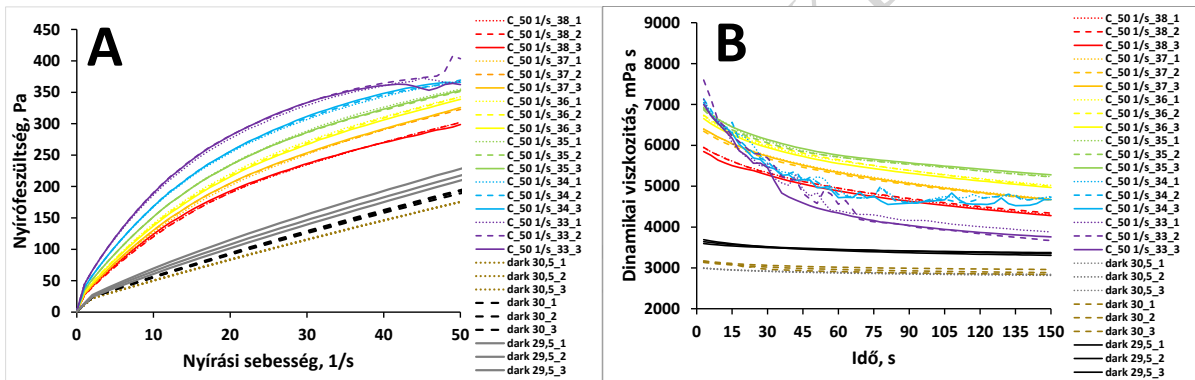 A
Nyírófeszültség, Pa
450
400
350
300
250
200
150
100
50
0
0 10 20 30 40 50
Nyírási sebesség, 1/s
C_50 1/s_38_1
C_50 1/s_38_2
C_50 1/s_38_3
C_50 1/s_37_1
C_50 1/s_37_2
C_50 1/s_37_3
C_50 1/s_36_1
C_50 1/s_36_2
C_50 1/s_36_3
C_50 1/s_35_1
C_50 1/s_35_2
C_50 1/s_35_3
C_50 1/s_34_1
C_50 1/s_34_2
C_50 1/s_34_3
C_50 1/s_33_1
C_50 1/s_33_2
C_50 1/s_33_3
dark 30,5_1
dark 30,5_2
dark 30,5_3
dark 30_1
dark 30_2
dark 30_3
dark 29,5_1
dark 29,5_2
dark 29,5_3
B
Dinamikai viszkozitás, mPa s
9000
8000
7000
6000
5000
4000
3000
2000
0 15 30 45 60 75 90 105 120 135 150
Idő, s
C_50 1/s_38_1
C_50 1/s_38_2
C_50 1/s_38_3
C_50 1/s_37_1
C_50 1/s_37_2
C_50 1/s_37_3
C_50 1/s_36_1
C_50 1/s_36_2
C_50 1/s_36_3
C_50 1/s_35_1
C_50 1/s_35_2
C_50 1/s_35_3
C_50 1/s_34_1
C_50 1/s_34_2
C_50 1/s_34_3
C_50 1/s_33_1
C_50 1/s_33_2
C_50 1/s_33_3
dark 30,5_1
dark 30,5_2
dark 30,5_3
dark 30_1
dark 30_2
dark 30_3
dark 29,5_1
dark 29,5_2
dark 29,5_3